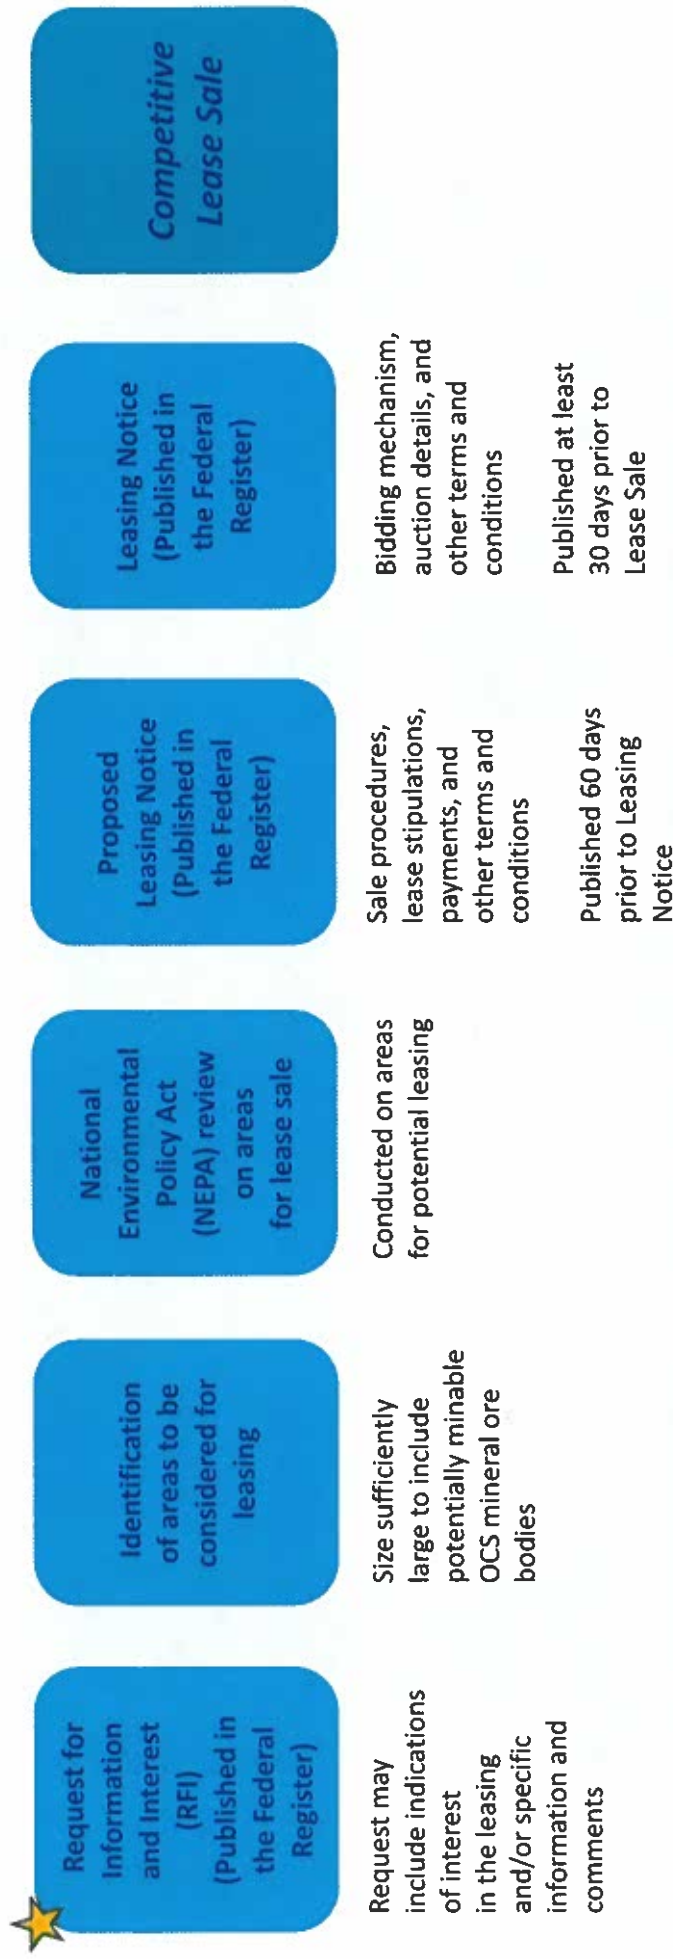 Request for
Information
and Interest
(RFI)
(Published in
the Federal
Register)
Request may
include indications
of interest
in the leasing
and/or specific
information and
comments
Identification
of areas to be
considered for
leasing
Size sufficiently
large to include
potentially minable
OCS mineral ore
bodies
National
Environmental
Policy Act
(NEPA) review
on areas
for lease sale
Conducted on areas
for potential leasing
Proposed
Leasing Notice
(Published in
the Federal
Register)
Sale procedures,
lease stipulations,
payments, and
other terms and
conditions
Published 60 days
prior to Leasing
Notice
Leasing Notice
(Published in
the Federal
Register)
Bidding mechanism,
auction details, and
other terms and
conditions
Published at least
30 days prior to
Lease Sale
Competitive
Lease Sale